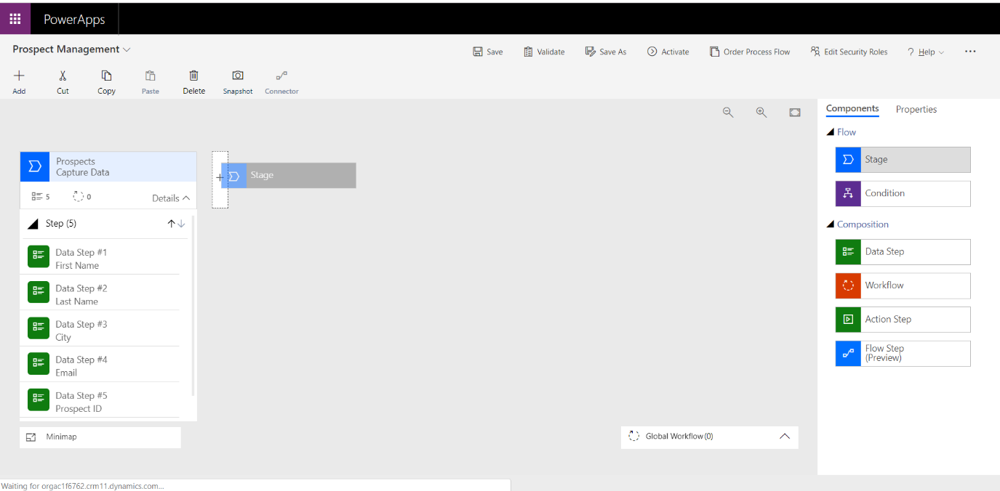 PowerApps
Prospect Management
Save
Validate
Save As
Activate
Order Process Flow
Edit Security Roles
? Help
Add
Cut
Copy
Paste
Delete
Snapshot
Connector
Components
Properties
Flow
Stage
Condition
Composition
Data Step
Workflow
Action Step
Flow Step
(Preview)
Prospects
Capture Data
5
0
Details
Step (5)
Data Step #1
First Name
Data Step #2
Last Name
Data Step #3
City
Data Step #4
Email
Data Step #5
Prospect ID
Stage
Minimap
Global Workflow (0)
Waiting for orgac1f6762.crm11.dynamics.com...